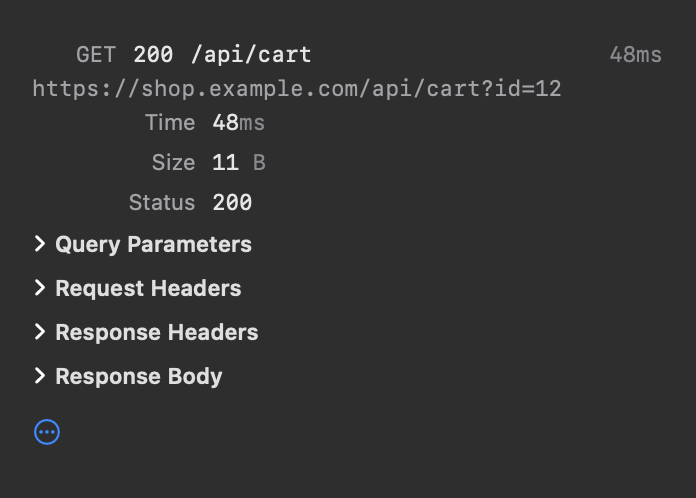 GET 200 /api/cart 48ms
https://shop.example.com/api/cart?id=12
Time 48ms
Size 11 B
Status 200
Query Parameters
Request Headers
Response Headers
Response Body